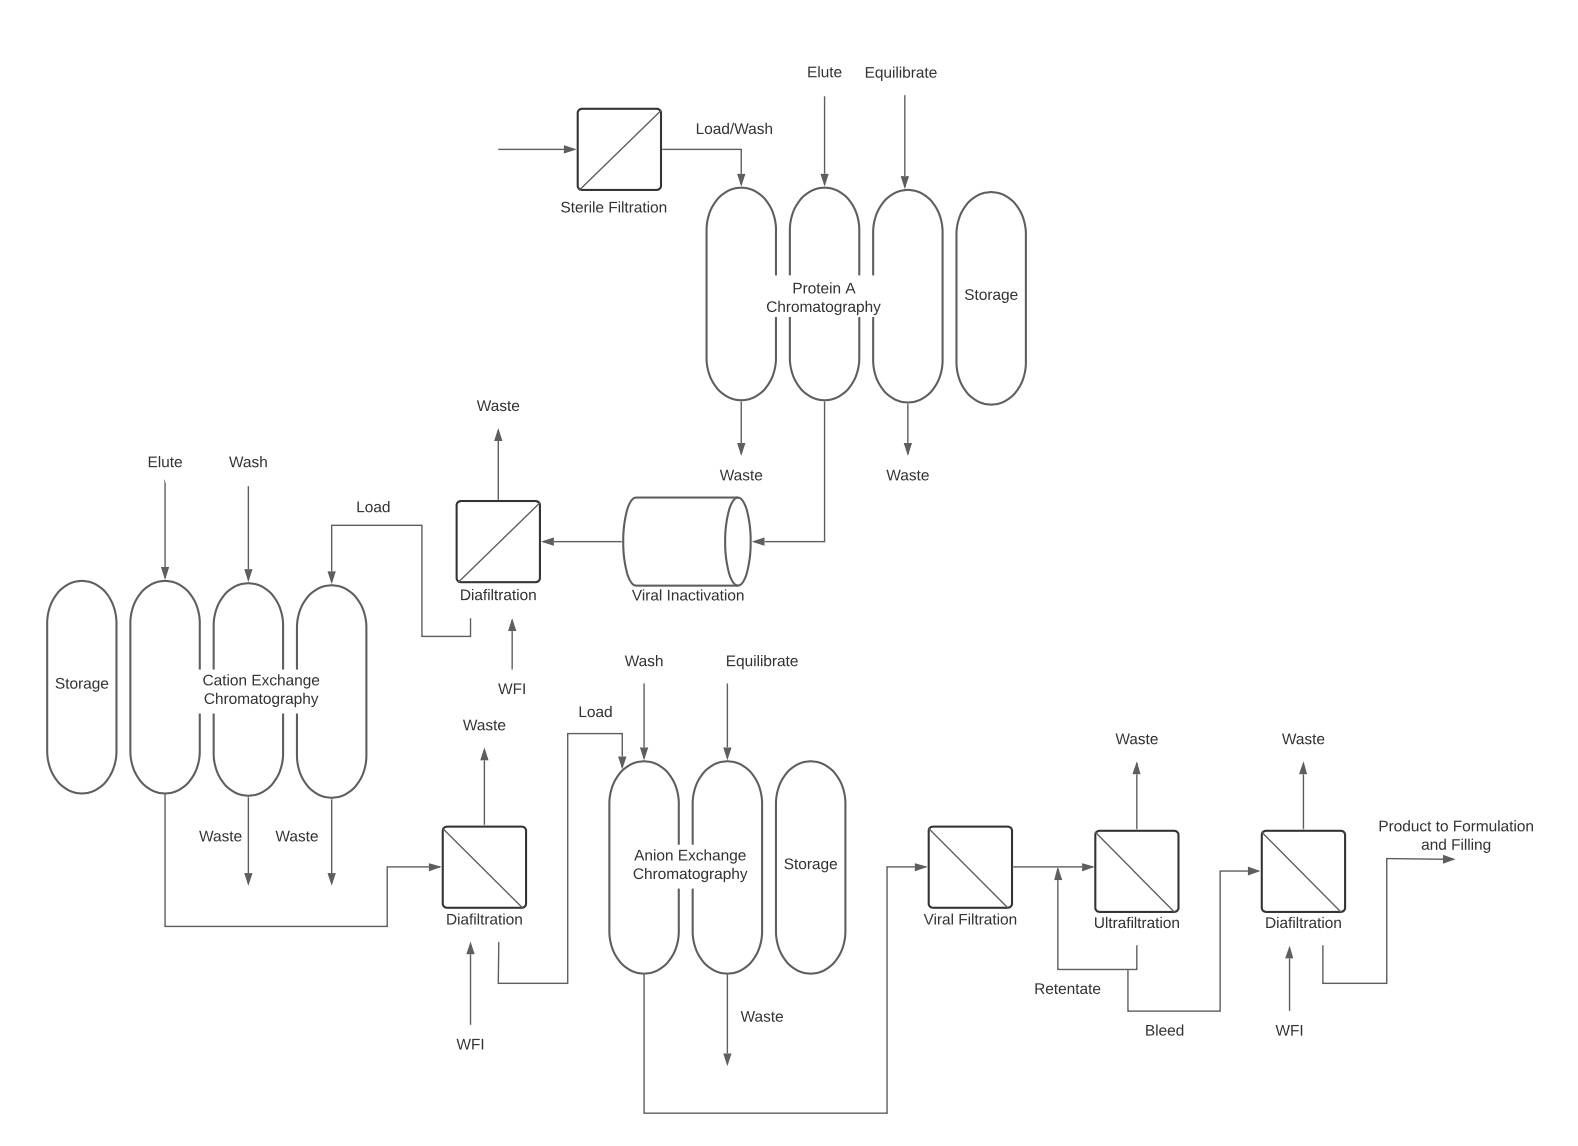 Elute
Equilibrate
Load/Wash
Sterile Filtration
Protein A
Chromatography
Storage
Waste
Waste
Waste
Elute
Wash
Load
Diafiltration
Viral Inactivation
Storage
Cation Exchange
Chromatography
WFI
Waste
Waste
Waste
Diafiltration
WFI
Wash
Equilibrate
Load
Anion Exchange
Chromatography
Storage
Waste
Viral Filtration
Waste
Ultrafiltration
Retentate
Bleed
Waste
Diafiltration
WFI
Product to Formulation
and Filling